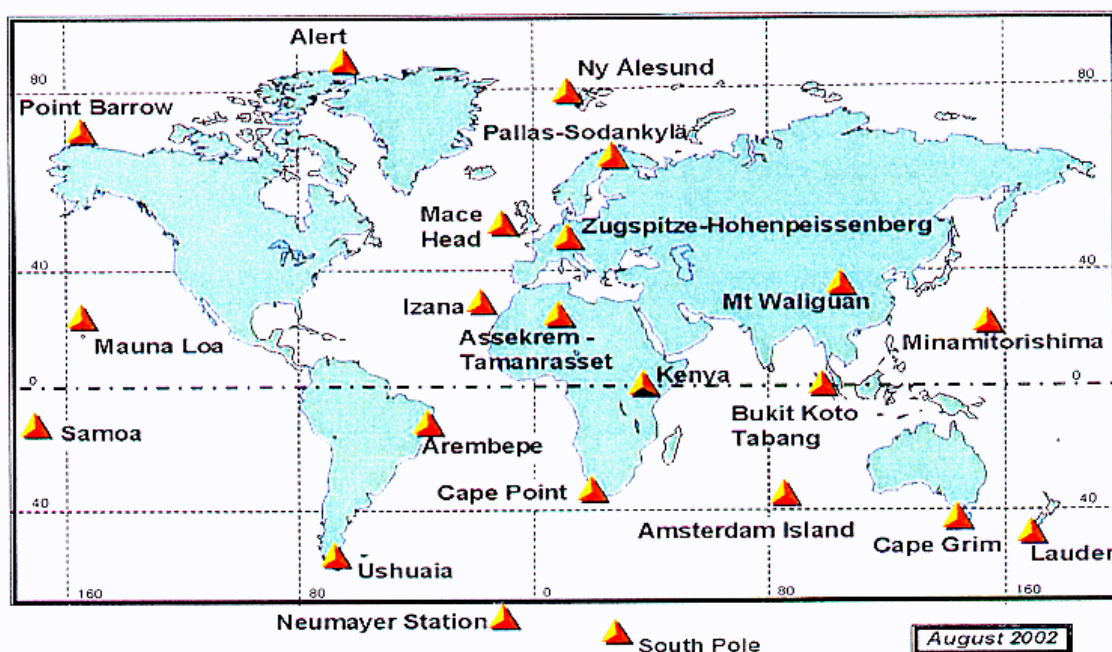 Alert
80
Ny Alesund
80
Point Barrow
Pallas-Sodankylä
Mace
Head
Zugspitze-Hohenpeissenberg
40
40
Izana
Mt Waliguan
Mauna Loa
Assekrem -
Tamanrasset
Minamitorishima
0
Kenya
0
Samoa
Arembepe
Bukit Koto
Tabang
Cape Point
40
40
Amsterdam Island
Cape Grim
Lauder
Ushuaia
160
80
0
80
160
Neumayer Station
South Pole
August 2002